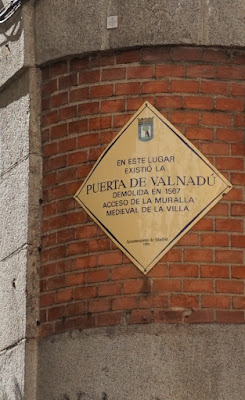 EN ESTE LUGAR
EXISTIÓ LA
PUERTA DE VALNADÚ
DEMOLIDA EN 1567
ACCESO DE LA MURALLA
MEDIEVAL DE LA VILLA
Ayuntamiento de Madrid